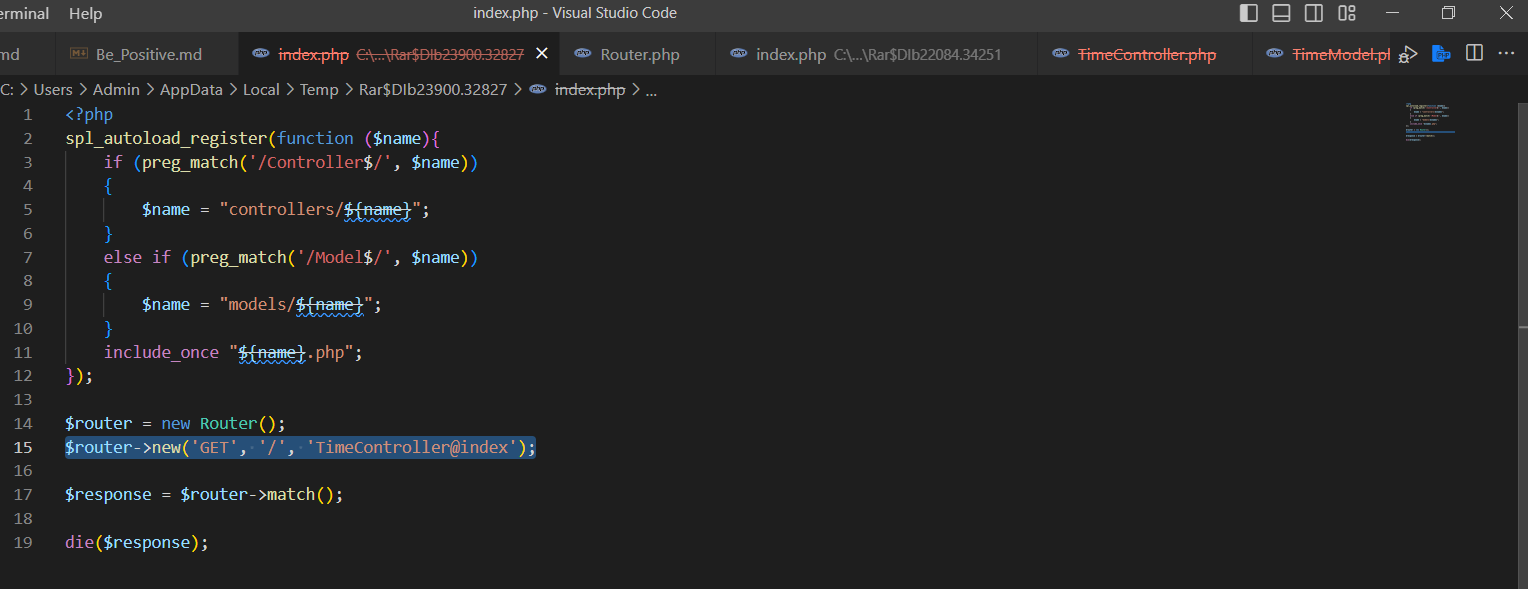 erminal Help index.php - Visual Studio Code
md Be_Positive.md index.php C:\...\Rar$DIb23900.32827 Router.php index.php C:\...\Rar$DIb22084.34251 TimeController.php TimeModel.pl
C: > Users > Admin > AppData > Local > Temp > Rar$DIb23900.32827 > index.php > ...
1 <?php
2 spl_autoload_register(function ($name){
3 if (preg_match('/Controller$/', $name))
4 {
5 $name = "controllers/${name}";
6 }
7 else if (preg_match('/Model$/', $name))
8 {
9 $name = "models/${name}";
10 }
11 include_once "${name}.php";
12 });
13
14 $router = new Router();
15 $router->new('GET', '/', 'TimeController@index');
16
17 $response = $router->match();
18
19 die($response);